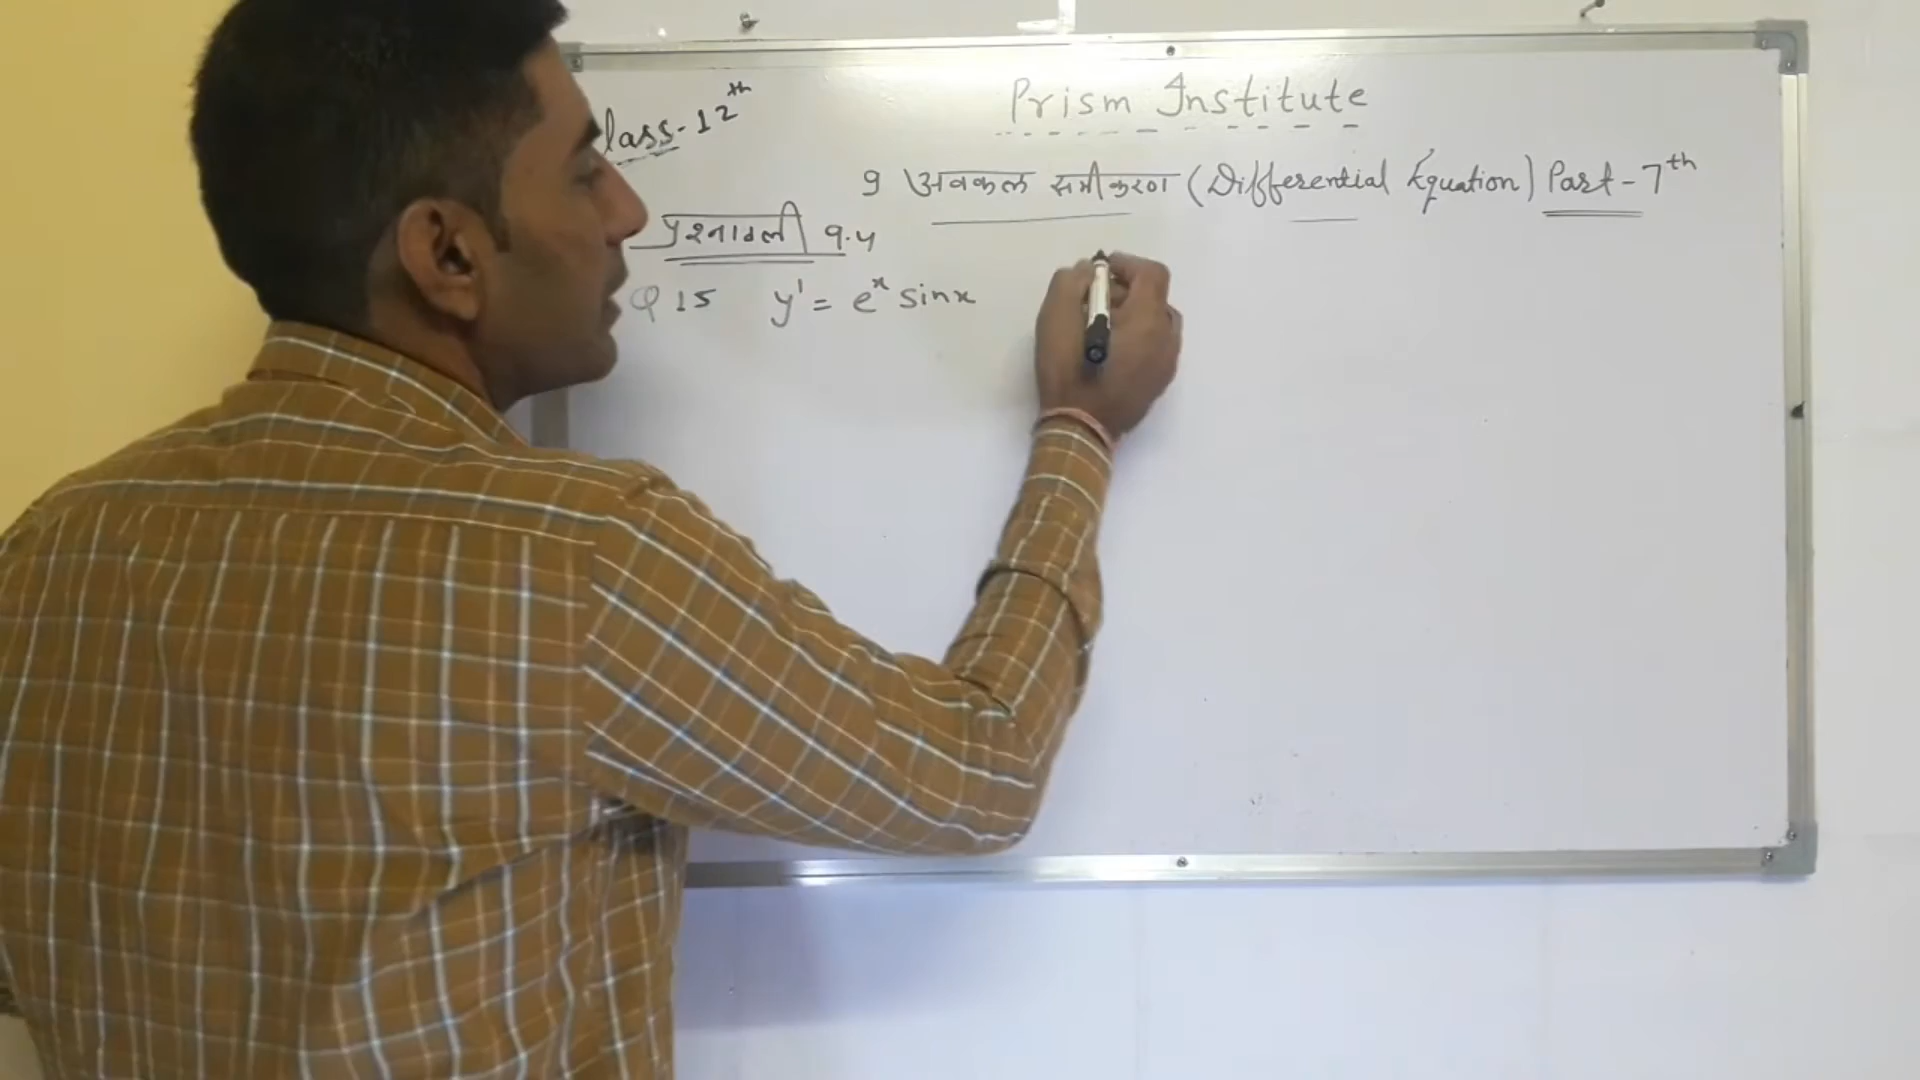 Prism Institute
lass-12th
9 अवकल समीकरण (Differential Equation) Part-7th
प्रश्नावली 9.4
Q 15 y' = e^x sinx